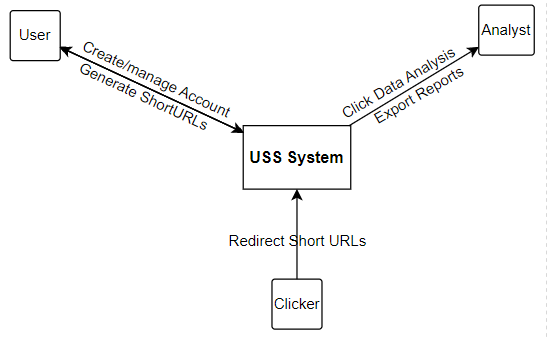 User
Analyst
Create/manage Account
Generate ShortURLs
Click Data Analysis
Export Reports
USS System
Redirect Short URLs
Clicker